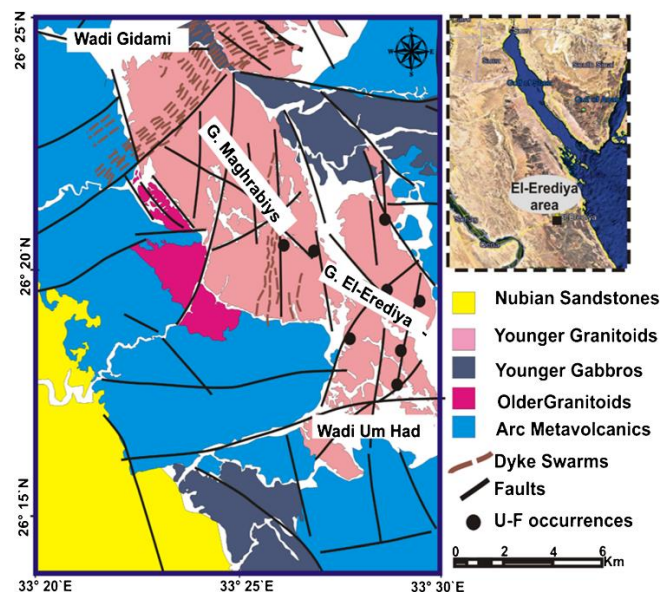 26° 25' N
Wadi Gidami
G. Maghrabiys
26° 20' N
G. El-Erediya
Wadi Um Had
26° 15' N
33° 20' E
33° 26' E
33° 30' E
El-Erediya
area
Nubian Sandstones
Younger Granitoids
Younger Gabbros
OlderGranitoids
Arc Metavolcanics
Dyke Swarms
Faults
U-F occurrences
0 2 4 6
Km